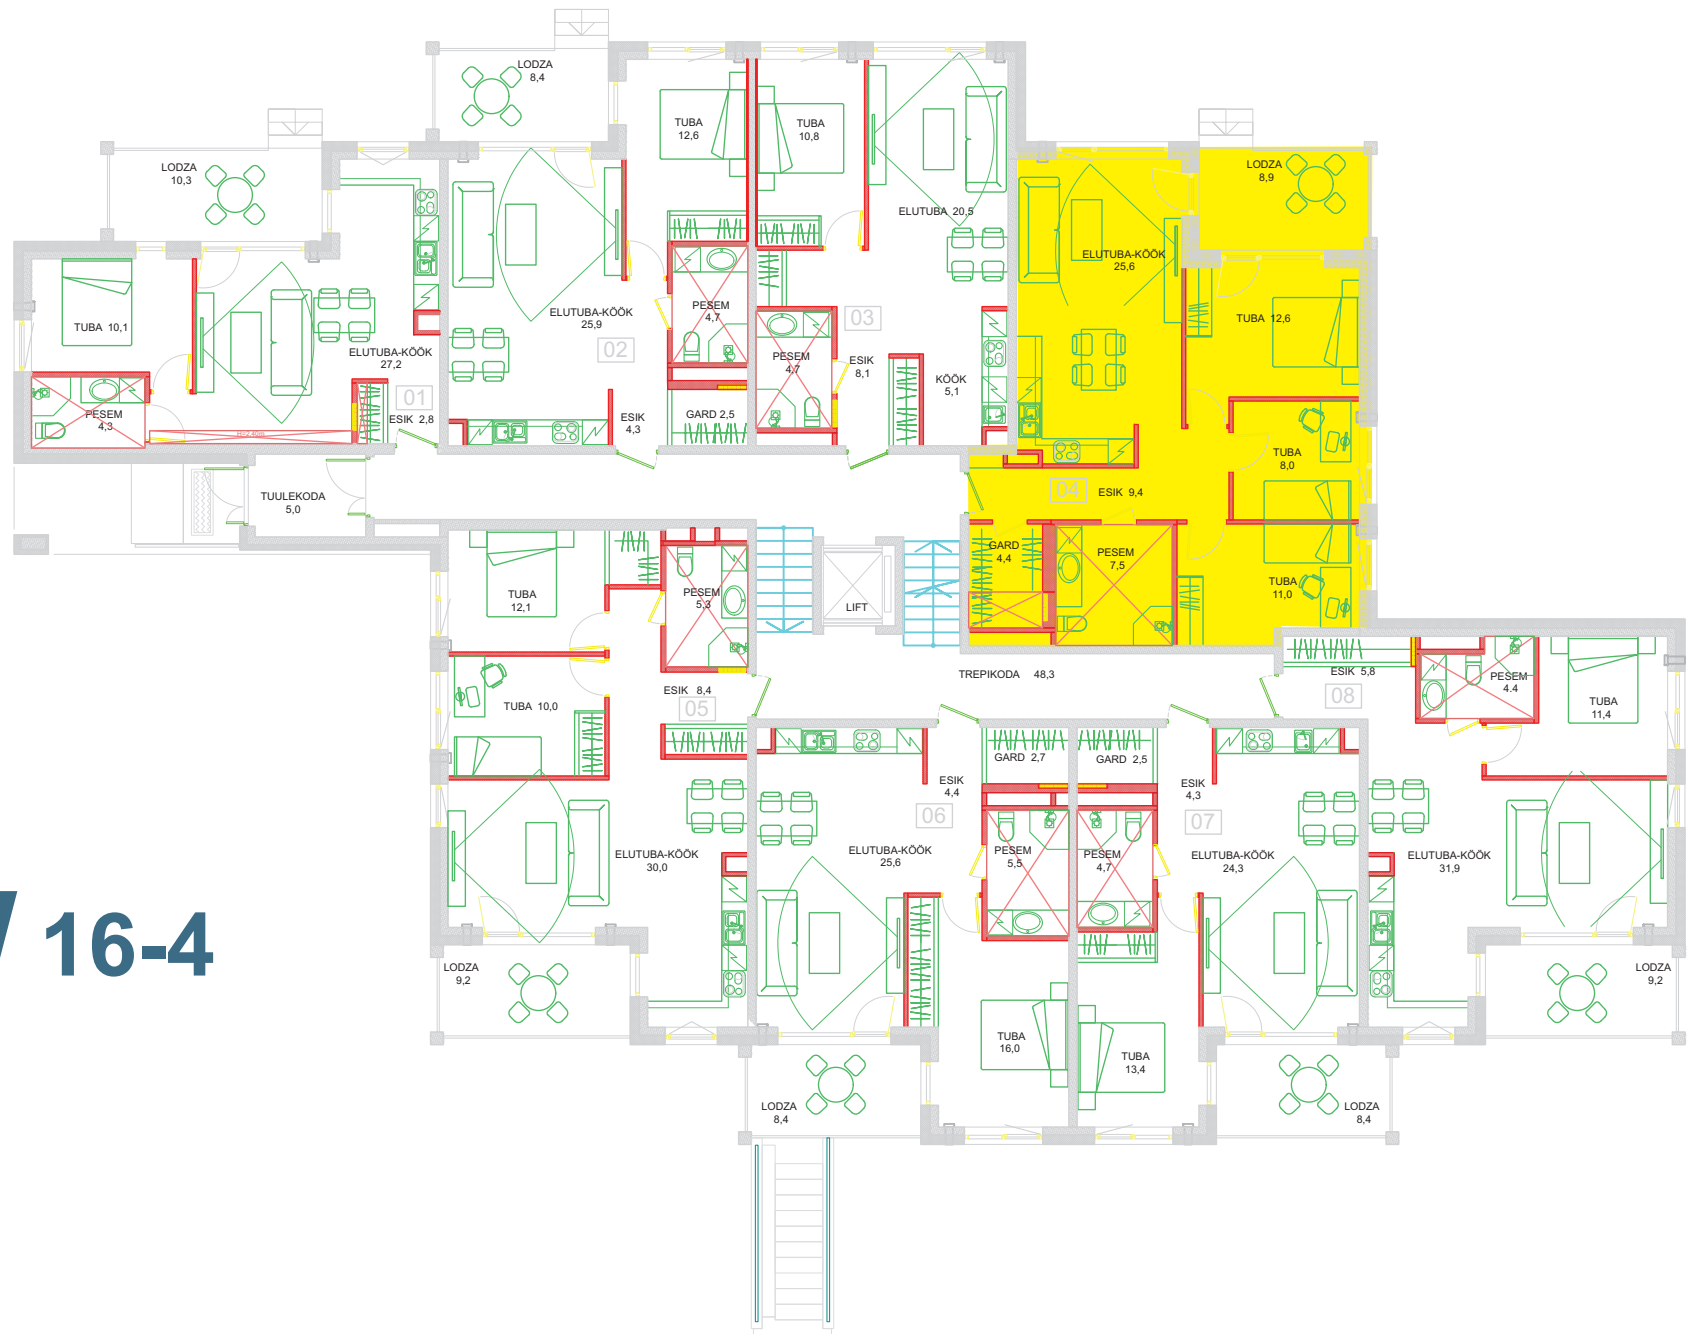 LODZA
8,4
LODZA
10,3
TUBA
12,6
TUBA
10,8
LODZA
8,9
ELUTUBA 20,5
ELUTUBA-KÖÖK
25,6
TUBA 10,1
ELUTUBA-KÖÖK
27,2
ELUTUBA-KÖÖK
25,9
02
PESEM
4,7
03
PESEM
4,7
ESIK
8,1
KÖÖK
5,1
TUBA 12,6
PESEM
4,3
01
ESIK 2,8
ESIK
4,3
GARD 2,5
TUBA
8,0
TUULEKODA
5,0
04
ESIK 9,4
GARD
4,4
PESEM
7,5
TUBA
11,0
TUBA
12,1
PESEM
5,3
LIFT
TREPIKODA 48,3
ESIK 8,4
05
TUBA 10,0
ESIK 5,8
08
PESEM
4.4
TUBA
11,4
GARD 2,7
GARD 2,5
ESIK
4,4
06
ESIK
4,3
07
ELUTUBA-KÖÖK
30,0
ELUTUBA-KÖÖK
25,6
PESEM
5,5
PESEM
4,7
ELUTUBA-KÖÖK
24,3
ELUTUBA-KÖÖK
31,9
16-4
LODZA
9,2
LODZA
9,2
TUBA
16,0
TUBA
13,4
LODZA
8,4
LODZA
8,4